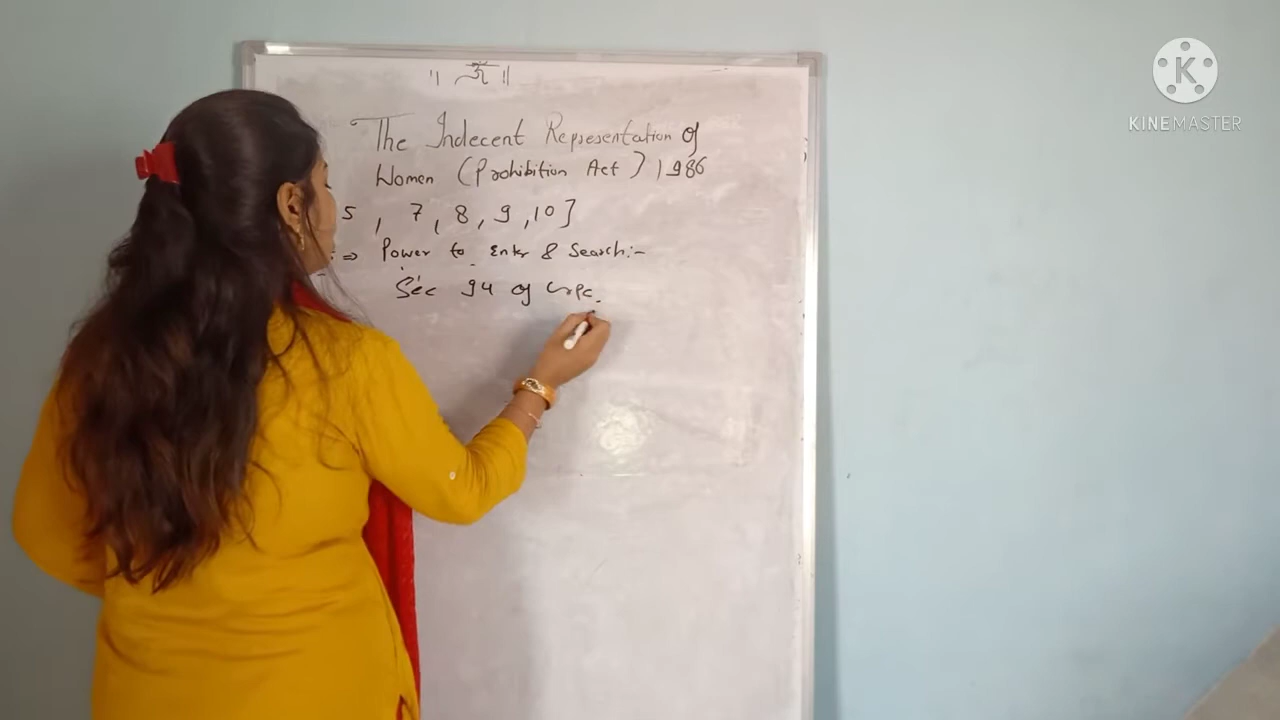 ॥ ॐ ॥
The Indecent Representation of
Women (Prohibition Act) 1986
5, 7, 8, 9, 10]
⇒ Power to Enter & Search:-
Sec 94 of CrPC.
K
KINEMASTER